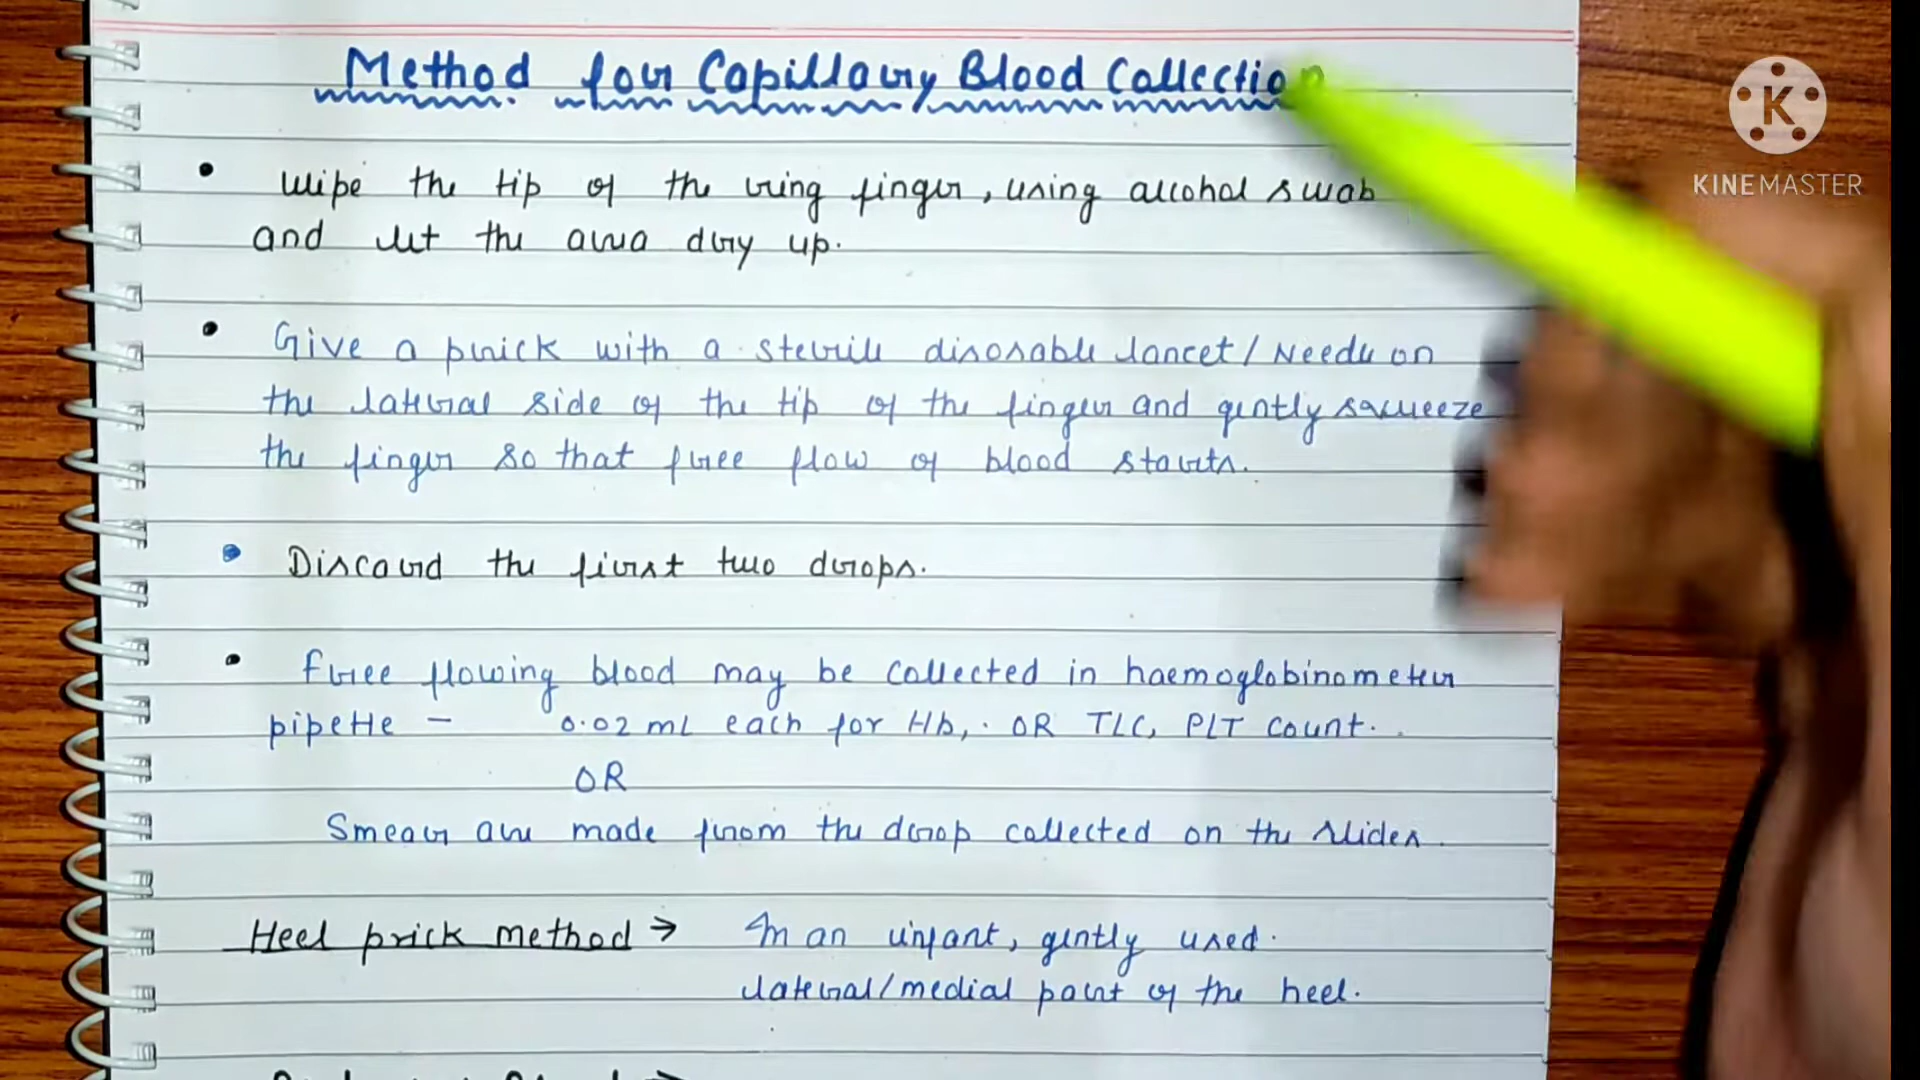 Method for Capillary Blood Collection
• Wipe the tip of the ring finger, using alcohol swab
and let the area dry up.
• Give a prick with a sterile disosable lancet/Needle on
the lateral side of the tip of the finger and gently squeeze
the finger so that free flow of blood starts.
• Discard the first two drops.
• Free flowing blood may be collected in haemoglobinometer
pipette - 0.02 mL each for Hb, . OR TLC, PLT count.
OR
Smear are made from the drop collected on the slides.
Heel prick method → In an infant, gently used.
lateral/medial part of the heel.
K
KINEMASTER